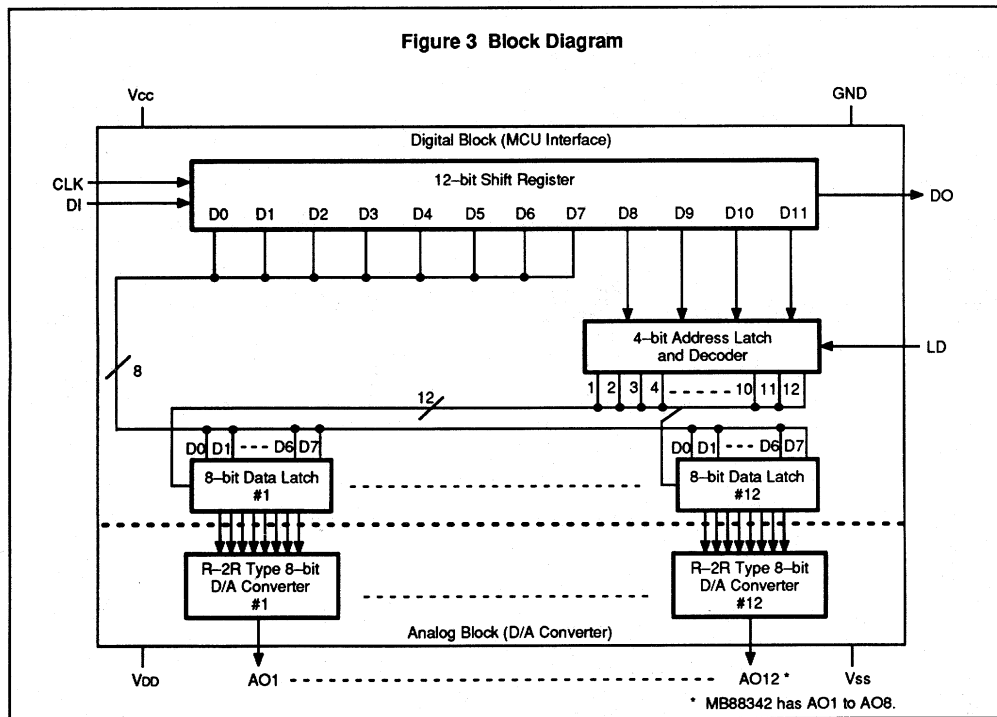 Figure 3 Block Diagram
Vcc
GND
Digital Block (MCU Interface)
12–bit Shift Register
CLK
DI
DO
D0 D1 D2 D3 D4 D5 D6 D7 D8 D9 D10 D11
4–bit Address Latch
and Decoder
LD
8
1 2 3 4 10 11 12
12
D0 D1 D6 D7
D0 D1 D6 D7
8–bit Data Latch
#1
8–bit Data Latch
#12
R–2R Type 8–bit
D/A Converter
#1
R–2R Type 8–bit
D/A Converter
#12
Analog Block (D/A Converter)
VDD
AO1
AO12 *
Vss
* MB88342 has AO1 to AO8.